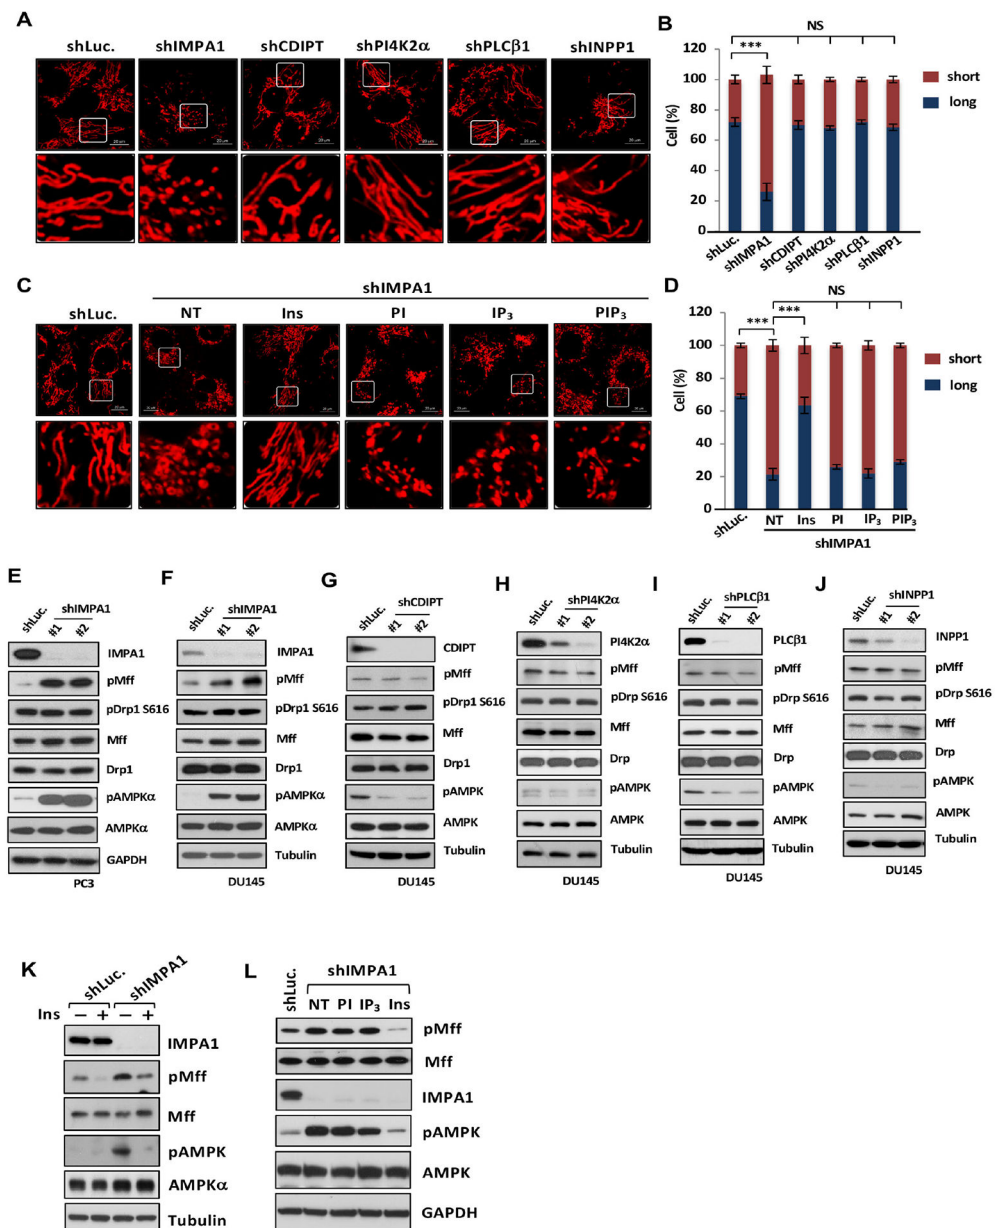 A
shLuc. shIMPA1 shCDIPT shPI4K2α shPLCβ1 shINPP1
B
NS
***
120
100
80
60
40
20
0
Cell (%)
short
long
shLuc. shIMPA1 shCDIPT shPI4K2α shPLCβ1 shINPP1
C
shIMPA1
shLuc. NT Ins PI IP₃ PIP₃
D
NS
*** ***
120
100
80
60
40
20
0
Cell (%)
short
long
shLuc. NT Ins PI IP₃ PIP₃
shIMPA1
E
shLuc. shIMPA1
#1 #2
IMPA1
pMff
pDrp1 S616
Mff
Drp1
pAMPKα
AMPKα
GAPDH
PC3
F
shLuc. shIMPA1
#1 #2
IMPA1
pMff
pDrp1 S616
Mff
Drp1
pAMPKα
AMPKα
Tubulin
DU145
G
shLuc. shCDIPT
#1 #2
CDIPT
pMff
pDrp1 S616
Mff
Drp1
pAMPK
AMPK
Tubulin
DU145
H
shLuc. shPI4K2α
#1 #2
PI4K2α
pMff
pDrp S616
Mff
Drp
pAMPK
AMPK
Tubulin
DU145
I
shLuc. shPLCβ1
#1 #2
PLCβ1
pMff
pDrp S616
Mff
Drp
pAMPK
AMPK
Tubulin
DU145
J
shLuc. shINPP1
#1 #2
INPP1
pMff
pDrp S616
Mff
Drp
pAMPK
AMPK
Tubulin
DU145
K
shLuc. shIMPA1
Ins − + − +
IMPA1
pMff
Mff
pAMPK
AMPKα
Tubulin
L
shIMPA1
shLuc. NT PI IP₃ Ins
pMff
Mff
IMPA1
pAMPK
AMPK
GAPDH